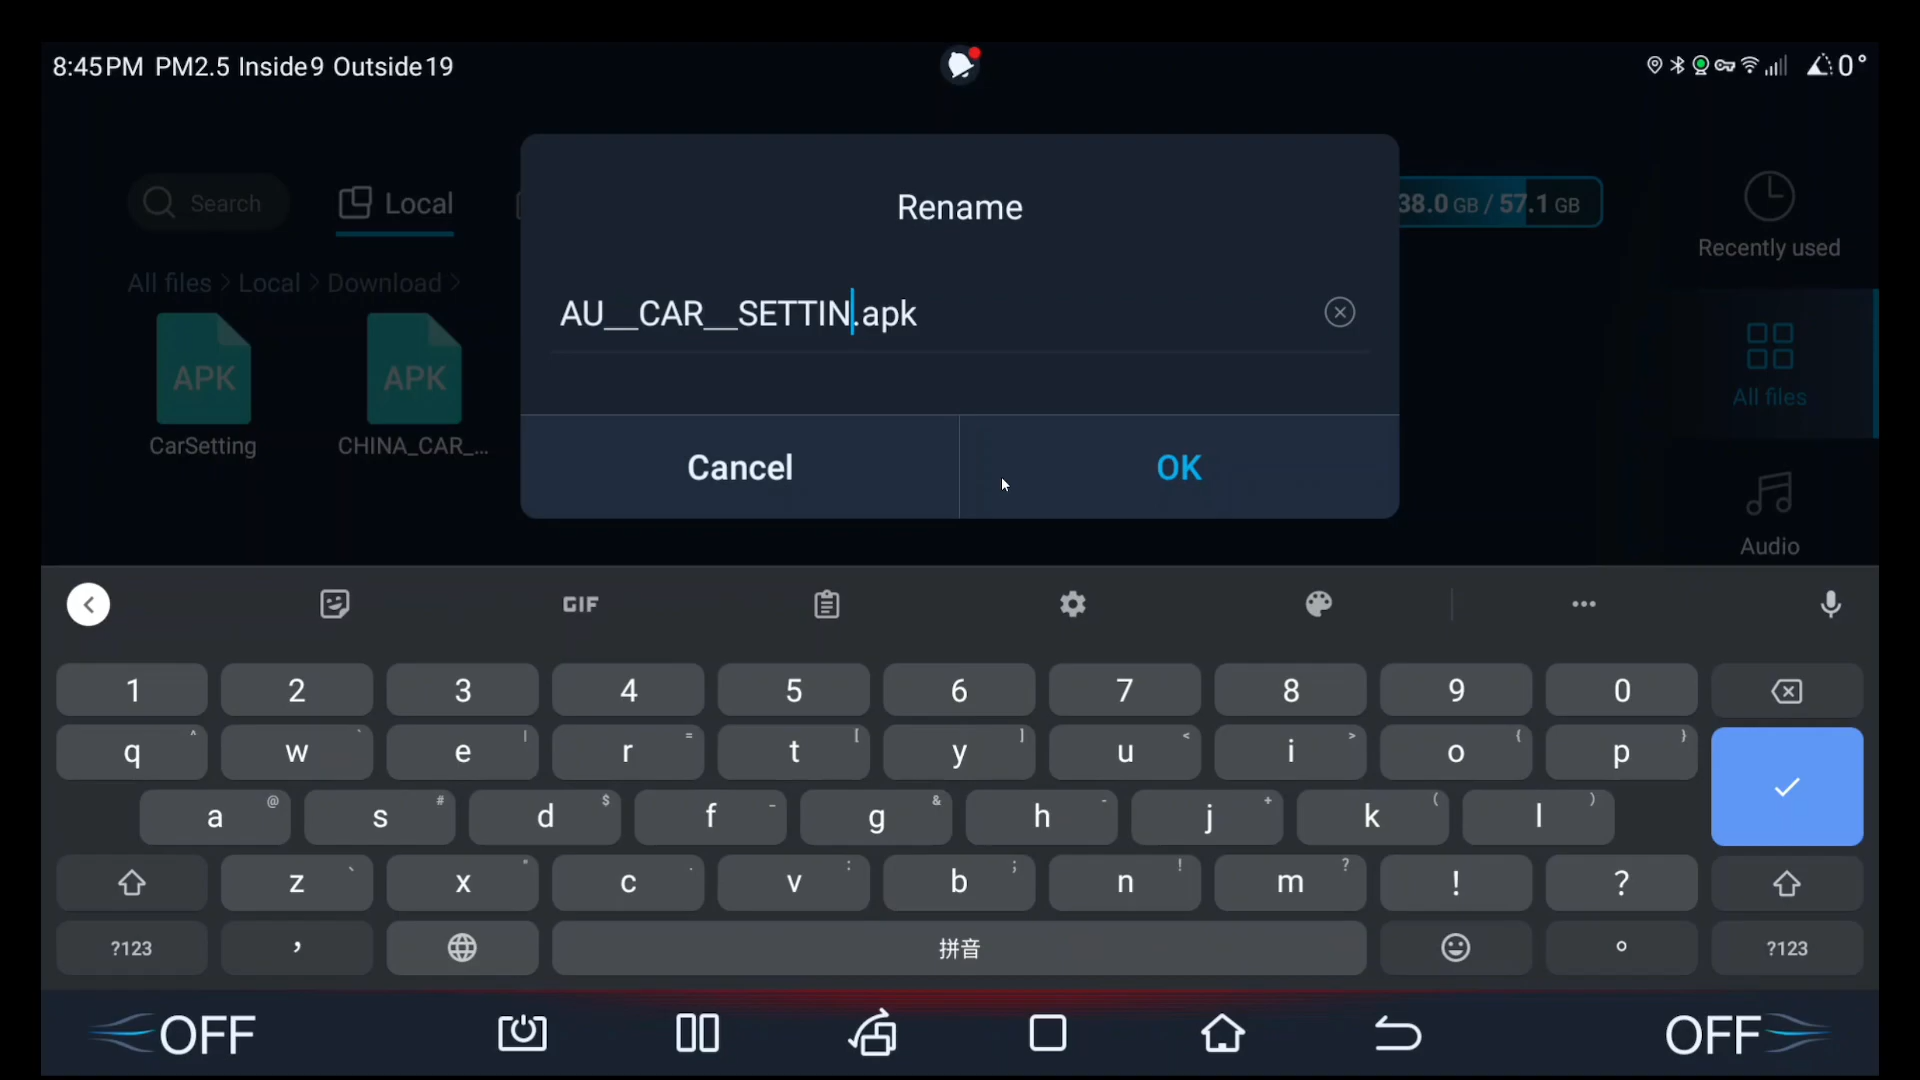 8:45PM PM2.5 Inside9 Outside19
0°
Search
Local
Rename
38.0 GB / 57.1 GB
Recently used
All files > Local > Download >
AU__CAR__SETTIN.apk
APK
APK
CarSetting
CHINA_CAR_...
All files
Cancel
OK
Audio
GIF
1 2 3 4 5 6 7 8 9 0
q ^ w ` e | r = t [ y ] u < i > o { p }
a @ s # d $ f _ g & h - j + k ( l )
z x " c v : b ; n ! m ? ! ?
?123 , 拼音 ° ?123
OFF
OFF